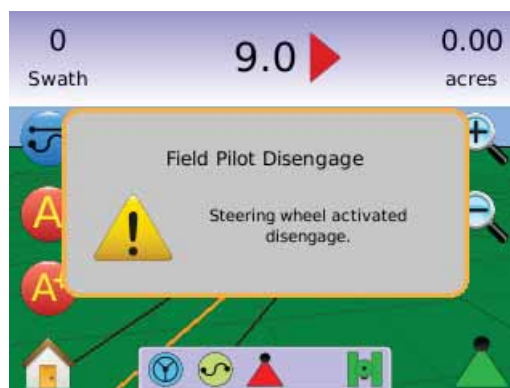 0
Swath
9.0
0.00
acres
Field Pilot Disengage
Steering wheel activated
disengage.
A
A+